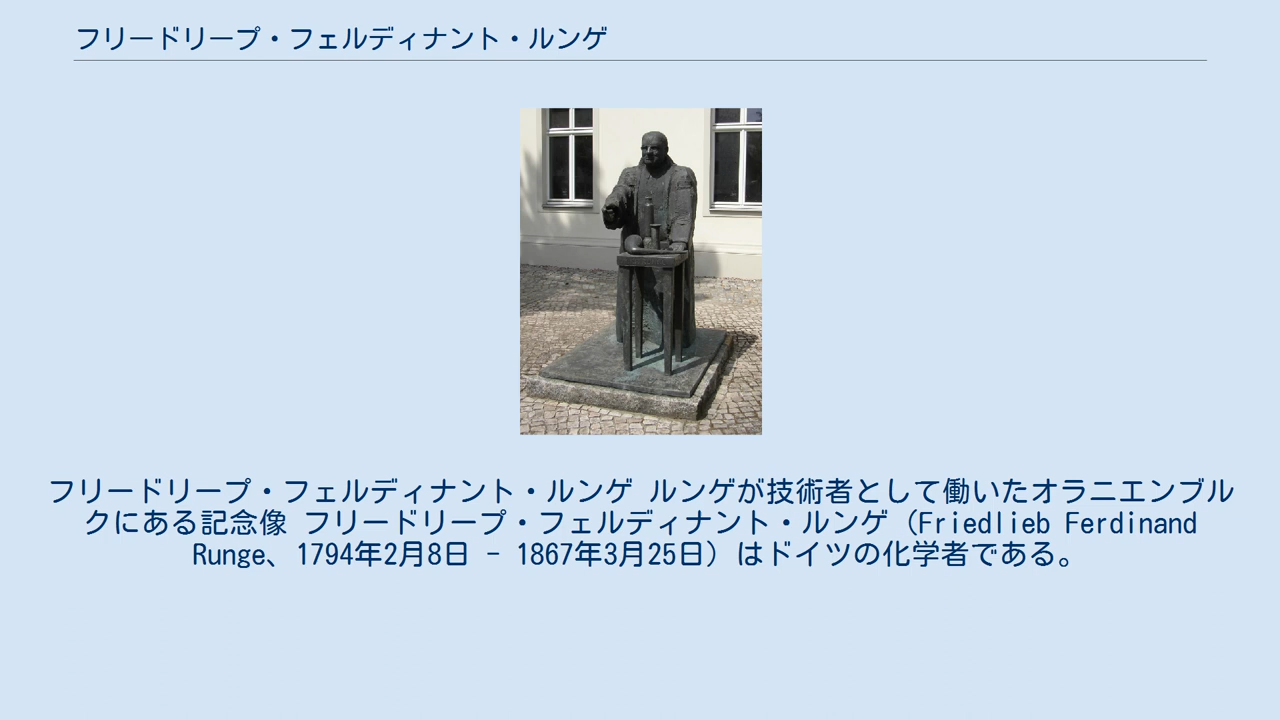 フリードリープ・フェルディナント・ルンゲ
フリードリープ・フェルディナント・ルンゲ ルンゲが技術者として働いたオラニエンブル
クにある記念像 フリードリープ・フェルディナント・ルンゲ（Friedlieb Ferdinand
Runge、1794年2月8日 - 1867年3月25日）はドイツの化学者である。